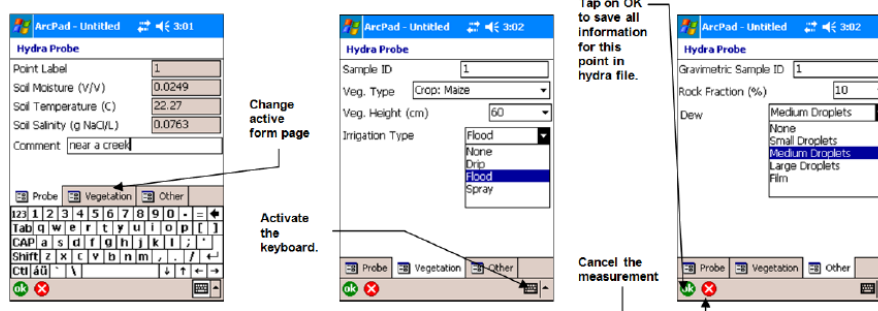 ArcPad - Untitled 3:01
Hydra Probe
Point Label 1
Soil Moisture (V/V) 0.0249
Soil Temperature (C) 22.27
Soil Salinity (g NaCl/L) 0.0763
Comment near a creek
Probe Vegetation Other
123 1 2 3 4 5 6 7 8 9 0 - =
Tab q w e r t y u i o p [ ]
CAP a s d f g h j k l ; '
Shift z x c v b n m , . /
Ctl áü ` \
ok
Change
active
form page
Activate
the
keyboard.
ArcPad - Untitled 3:02
Hydra Probe
Sample ID 1
Veg. Type Crop: Maize
Veg. Height (cm) 60
Irrigation Type Flood
None
Drip
Flood
Spray
Probe Vegetation Other
ok
Tap on OK
to save all
information
for this
point in
hydra file.
Cancel the
measurement
ArcPad - Untitled 3:02
Hydra Probe
Gravimetric Sample ID 1
Rock Fraction (%) 10
Dew Medium Droplets
None
Small Droplets
Medium Droplets
Large Droplets
Film
Probe Vegetation Other
ok